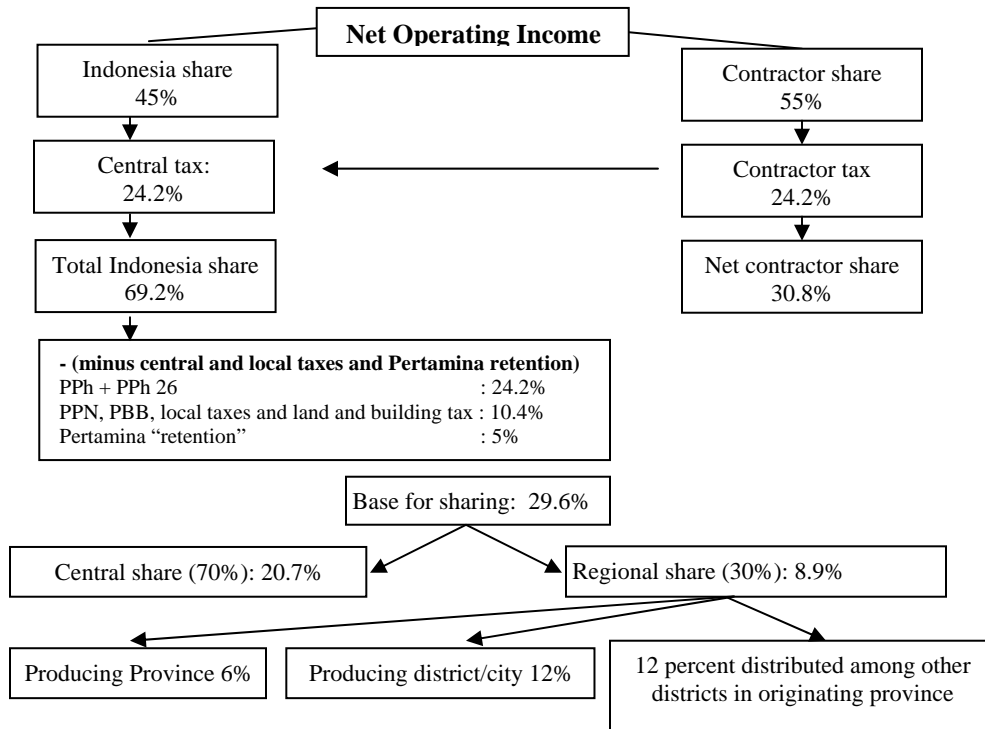 Net Operating Income
Indonesia share
45%
Contractor share
55%
Central tax:
24.2%
Contractor tax
24.2%
Total Indonesia share
69.2%
Net contractor share
30.8%
- (minus central and local taxes and Pertamina retention)
PPh + PPh 26 : 24.2%
PPN, PBB, local taxes and land and building tax : 10.4%
Pertamina “retention” : 5%
Base for sharing: 29.6%
Central share (70%): 20.7%
Regional share (30%): 8.9%
Producing Province 6%
Producing district/city 12%
12 percent distributed among other
districts in originating province